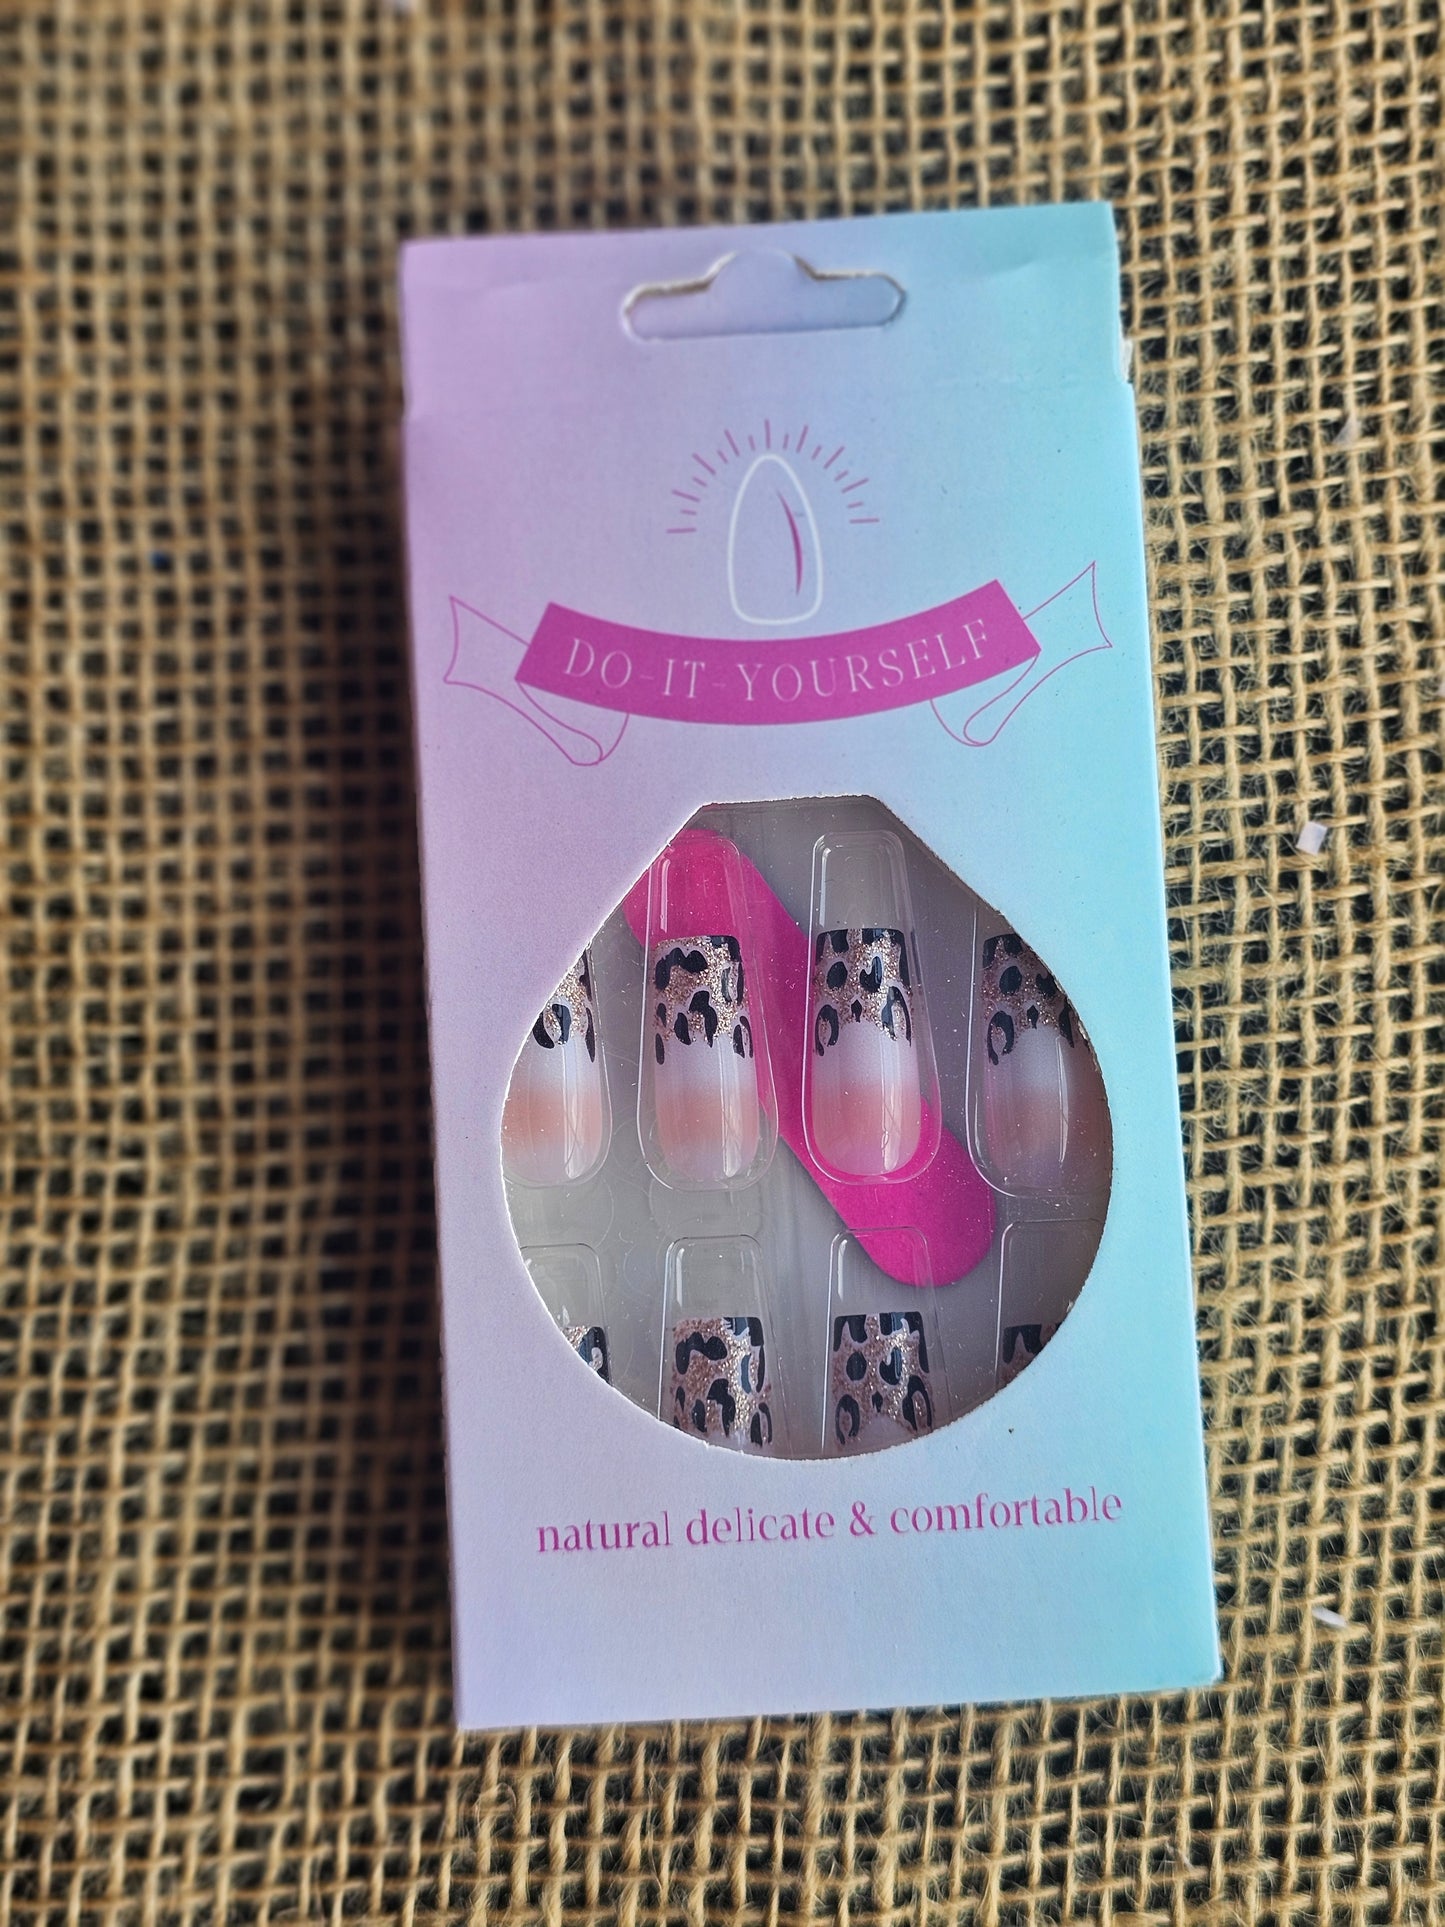 DO-IT-YOURSELF
natural delicate & comfortable